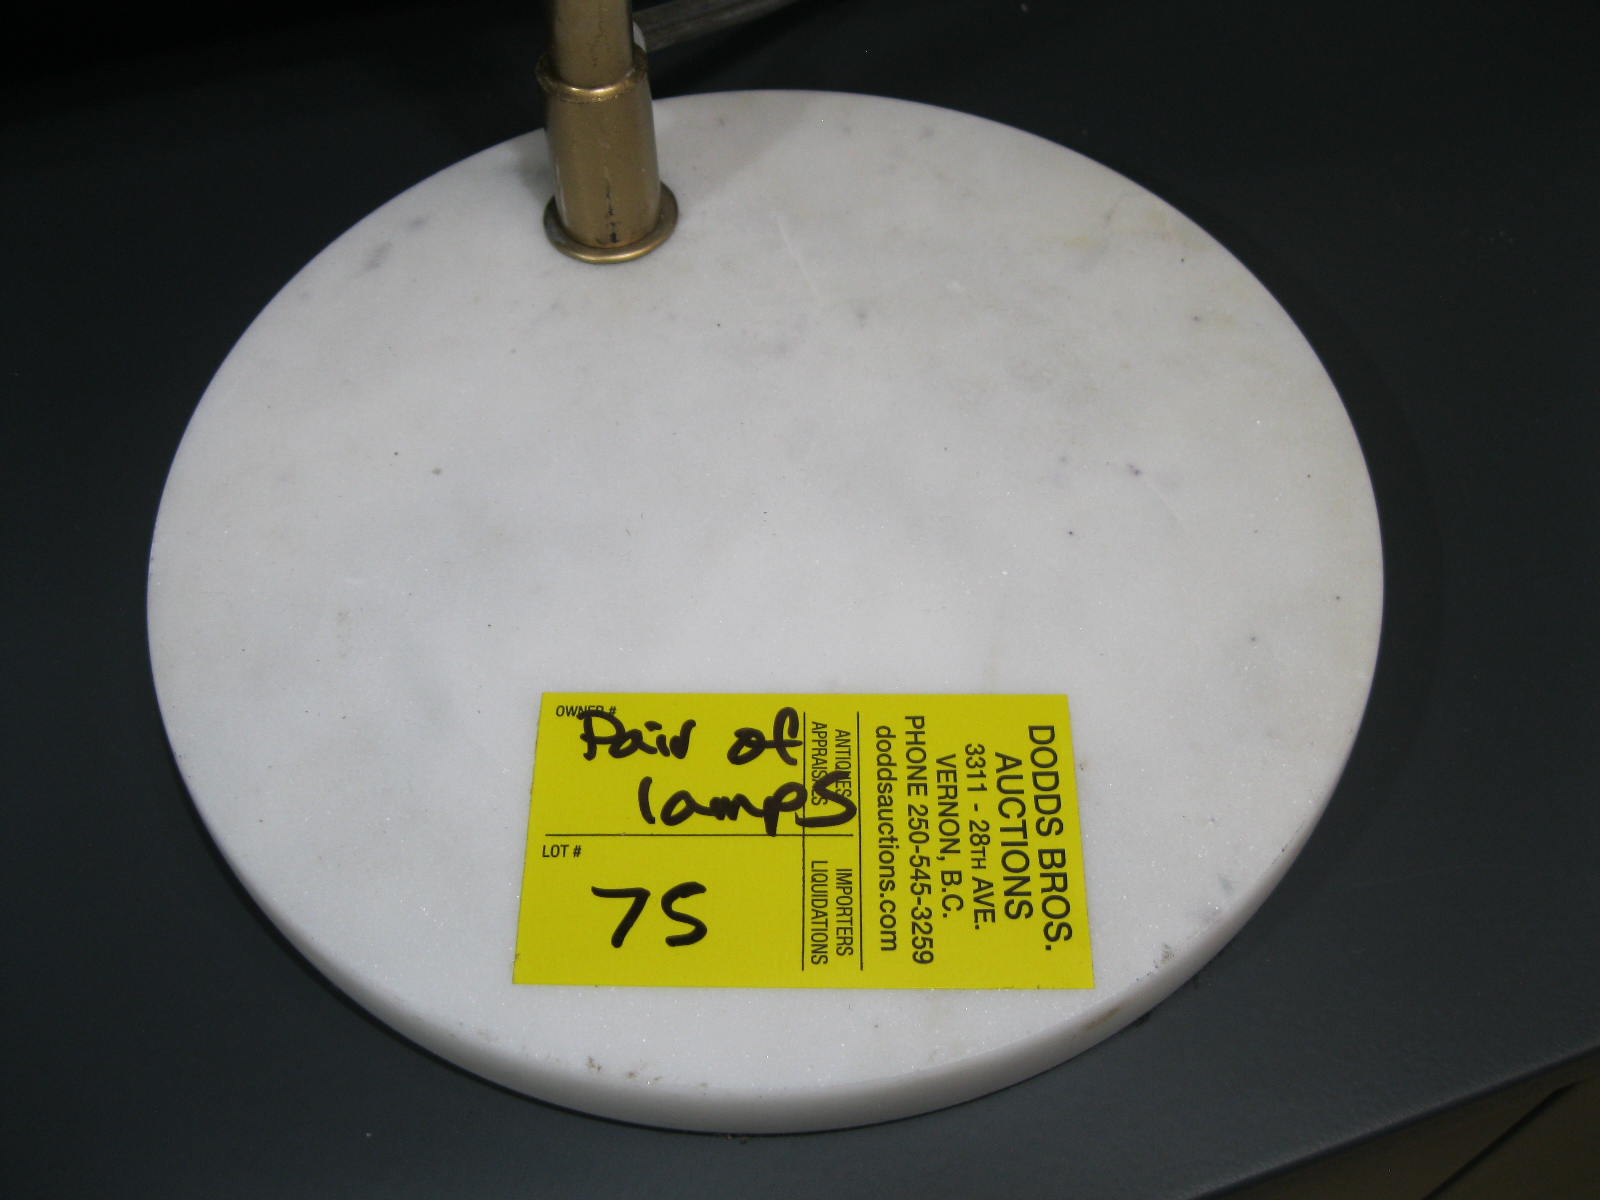 OWNER #
Pair of
lamps
LOT #
75
DODDS BROS.
AUCTIONS
3311 - 28TH AVE.
VERNON, B.C.
PHONE 250-545-3259
doddsauctions.com
ANTIQUES IMPORTERS
APPRAISALS LIQUIDATIONS